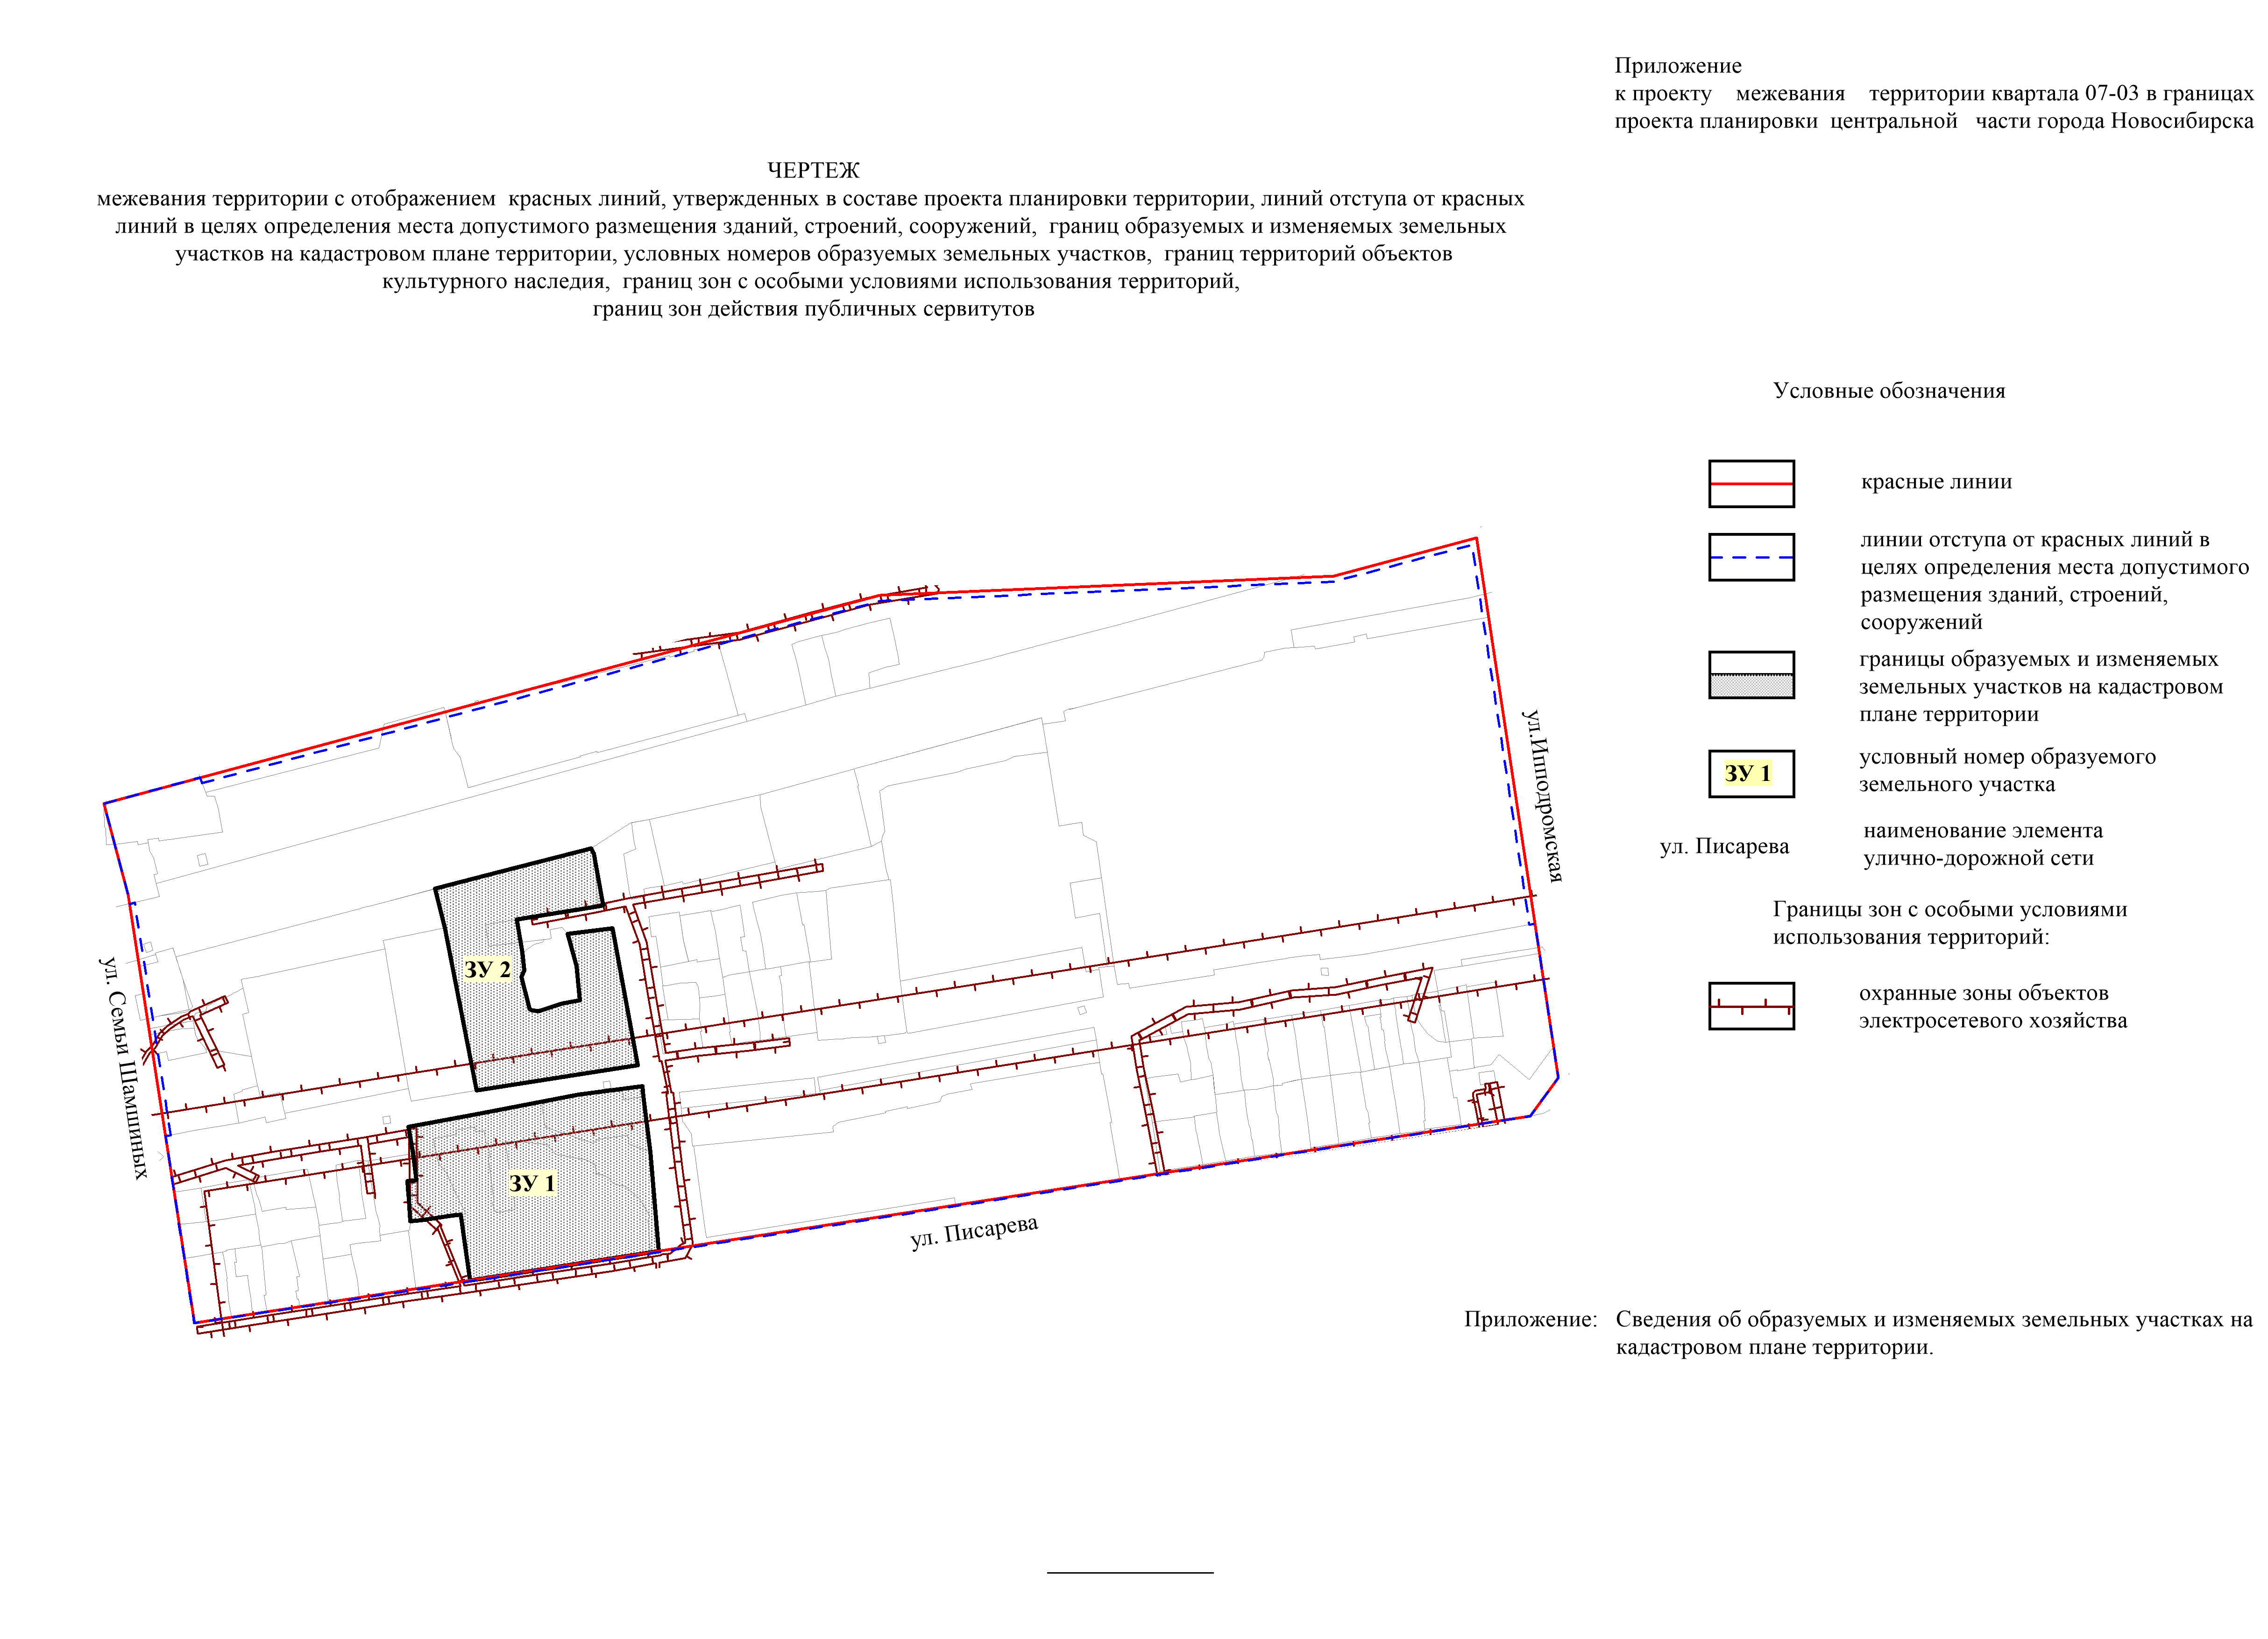 Приложение
к проекту межевания территории квартала 07-03 в границах
проекта планировки центральной части города Новосибирска
ЧЕРТЕЖ
межевания территории с отображением красных линий, утвержденных в составе проекта планировки территории, линий отступа от красных
линий в целях определения места допустимого размещения зданий, строений, сооружений, границ образуемых и изменяемых земельных
участков на кадастровом плане территории, условных номеров образуемых земельных участков, границ территорий объектов
культурного наследия, границ зон с особыми условиями использования территорий,
границ зон действия публичных сервитутов
Условные обозначения
красные линии
линии отступа от красных линий в
целях определения места допустимого
размещения зданий, строений,
сооружений
границы образуемых и изменяемых
земельных участков на кадастровом
плане территории
ЗУ 1
условный номер образуемого
земельного участка
ул. Писарева
наименование элемента
улично-дорожной сети
Границы зон с особыми условиями
использования территорий:
охранные зоны объектов
электросетевого хозяйства
ул.Ипподромская
ул. Семьи Шамшиных
ЗУ 2
ЗУ 1
ул. Писарева
Приложение: Сведения об образуемых и изменяемых земельных участках на
кадастровом плане территории.